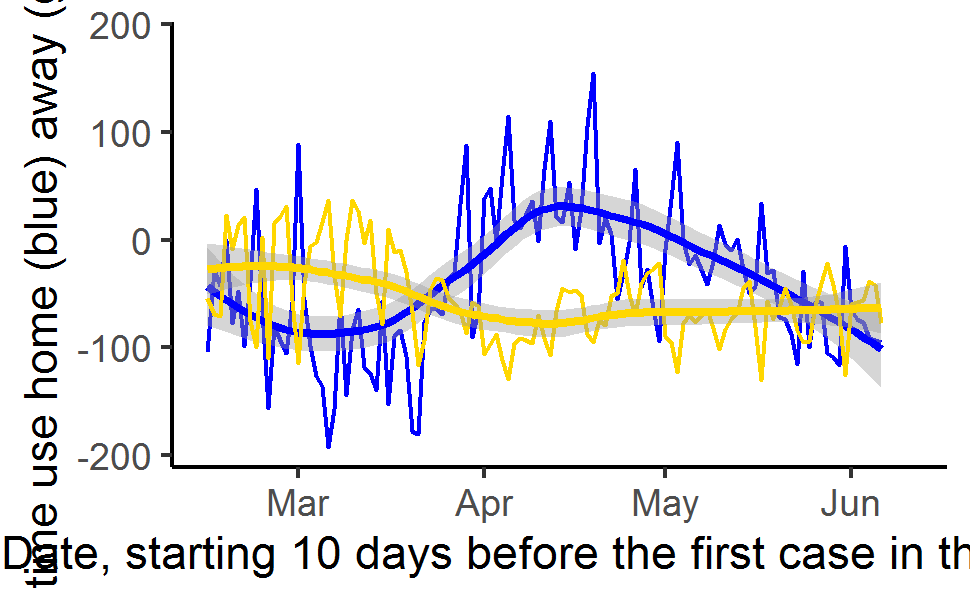 time use home (blue) away (
200
100
0
-100
-200
Mar Apr May Jun
Date, starting 10 days before the first case in th